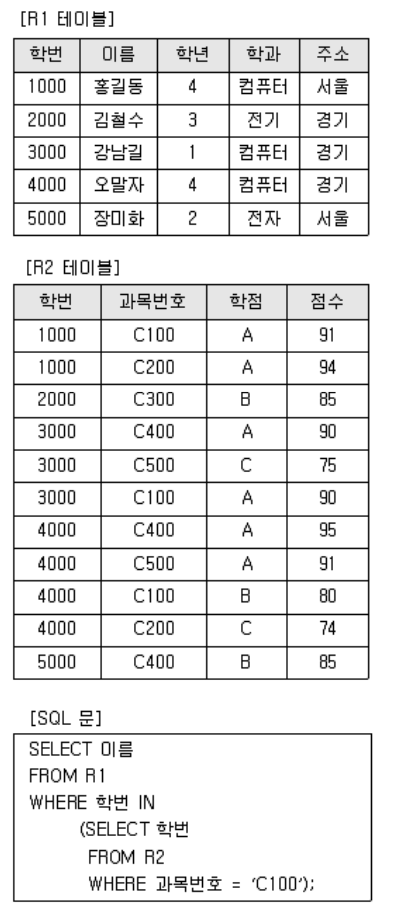 [R1 테이블]
학번 이름 학년 학과 주소
1000 홍길동 4 컴퓨터 서울
2000 김철수 3 전기 경기
3000 강남길 1 컴퓨터 경기
4000 오말자 4 컴퓨터 경기
5000 장미화 2 전자 서울
[R2 테이블]
학번 과목번호 학점 점수
1000 C100 A 91
1000 C200 A 94
2000 C300 B 85
3000 C400 A 90
3000 C500 C 75
3000 C100 A 90
4000 C400 A 95
4000 C500 A 91
4000 C100 B 80
4000 C200 C 74
5000 C400 B 85
[SQL 문]
SELECT 이름
FROM R1
WHERE 학번 IN
(SELECT 학번
FROM R2
WHERE 과목번호 = ‘C100’);